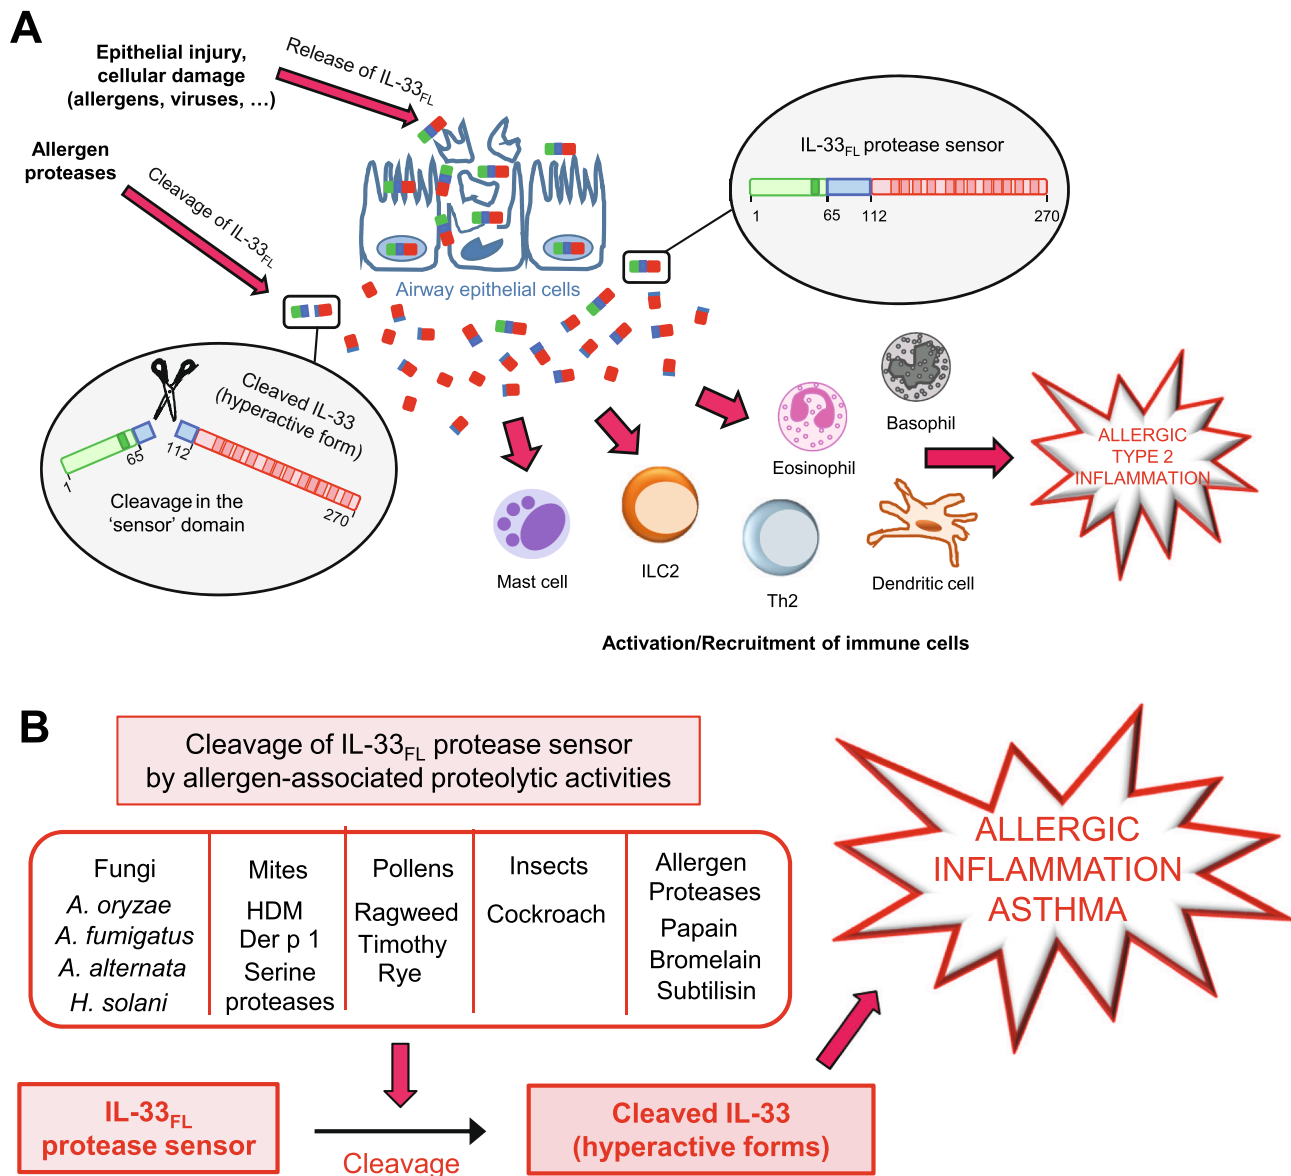 A
Epithelial injury,
cellular damage
(allergens, viruses, …)
Release of IL-33FL
Allergen
proteases
Cleavage of IL-33FL
Airway epithelial cells
IL-33FL protease sensor
1 65 112 270
Cleaved IL-33
(hyperactive form)
1 65 112 270
Cleavage in the
‘sensor’ domain
Mast cell
ILC2
Eosinophil
Th2
Basophil
Dendritic cell
ALLERGIC
TYPE 2
INFLAMMATION
Activation/Recruitment of immune cells
B
Cleavage of IL-33FL protease sensor
by allergen-associated proteolytic activities
Fungi
A. oryzae
A. fumigatus
A. alternata
H. solani
Mites
HDM
Der p 1
Serine
proteases
Pollens
Ragweed
Timothy
Rye
Insects
Cockroach
Allergen
Proteases
Papain
Bromelain
Subtilisin
IL-33FL
protease sensor
Cleavage
Cleaved IL-33
(hyperactive forms)
ALLERGIC
INFLAMMATION
ASTHMA